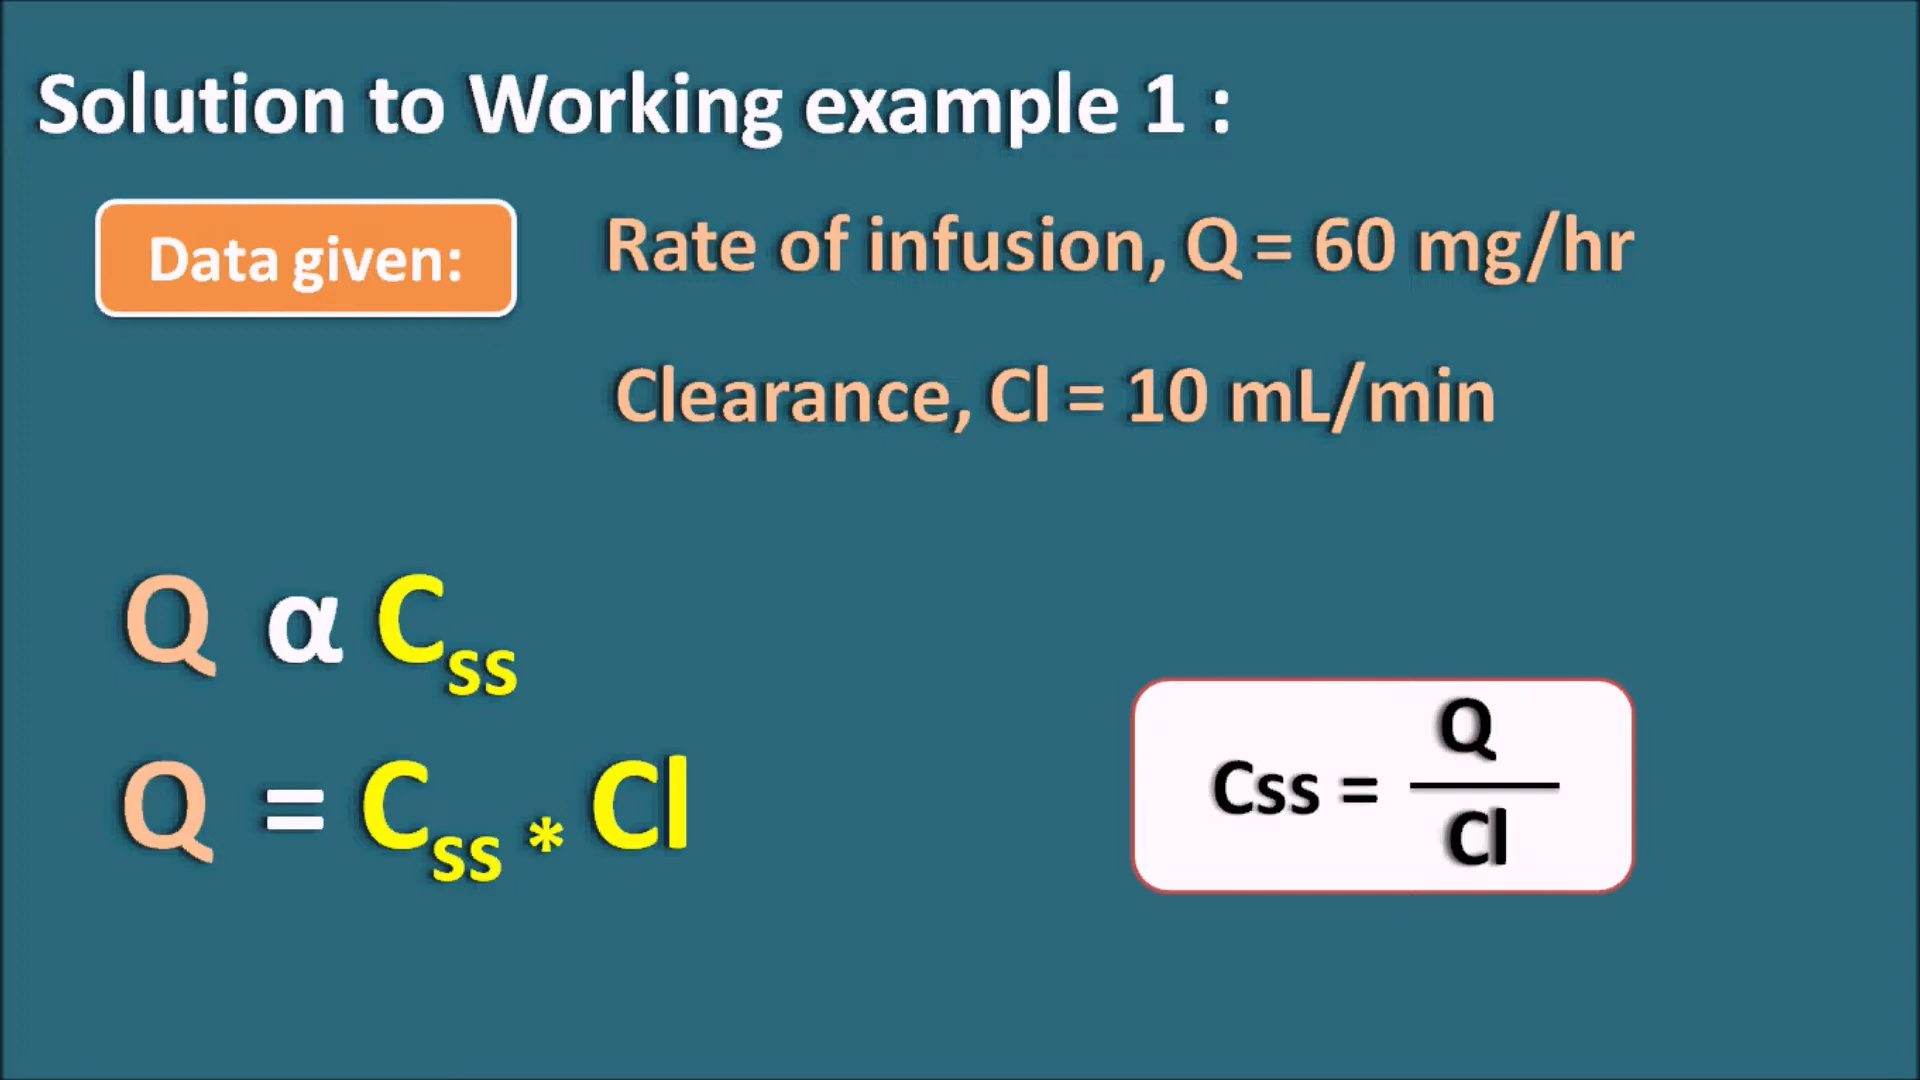 Solution to Working example 1 :
Data given:
Rate of infusion, Q = 60 mg/hr
Clearance, Cl = 10 mL/min
Q α Css
Q = Css * Cl
Css = Q
Cl